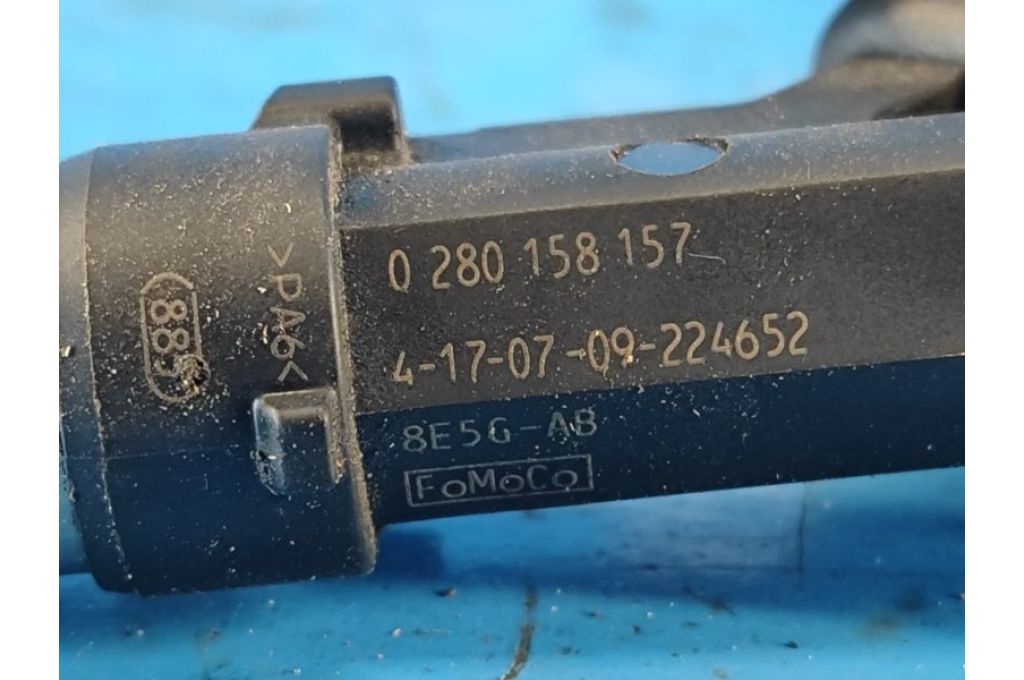 0 280 158 157
4-17-07-09-224652
8E5G-AB
FoMoCo
>PA6<
885